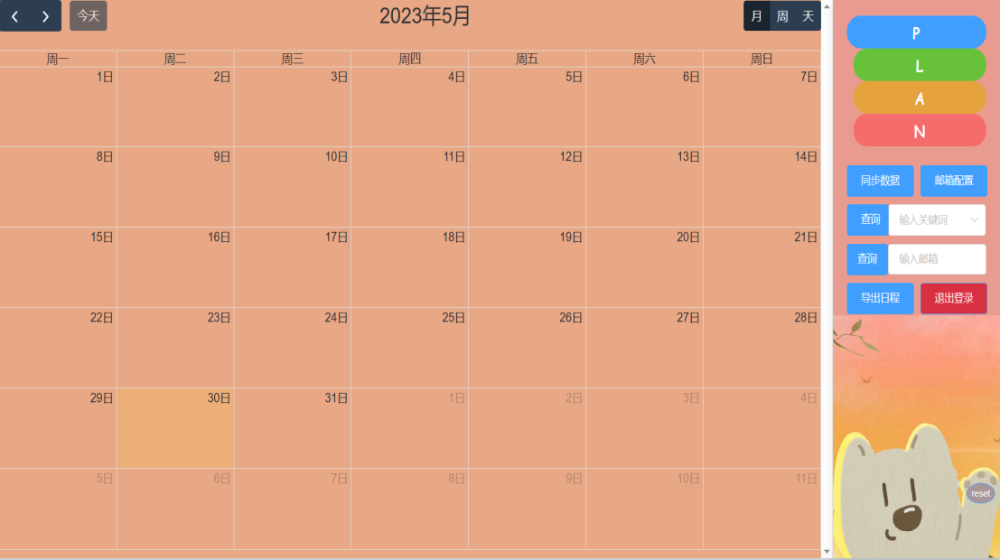 今天 2023年5月 月 周 天
周一 周二 周三 周四 周五 周六 周日
1日 2日 3日 4日 5日 6日 7日
8日 9日 10日 11日 12日 13日 14日
15日 16日 17日 18日 19日 20日 21日
22日 23日 24日 25日 26日 27日 28日
29日 30日 31日 1日 2日 3日 4日
5日 6日 7日 8日 9日 10日 11日
P
L
A
N
同步数据 邮箱配置
查询 输入关键词
查询 输入邮箱
导出日程 退出登录
reset